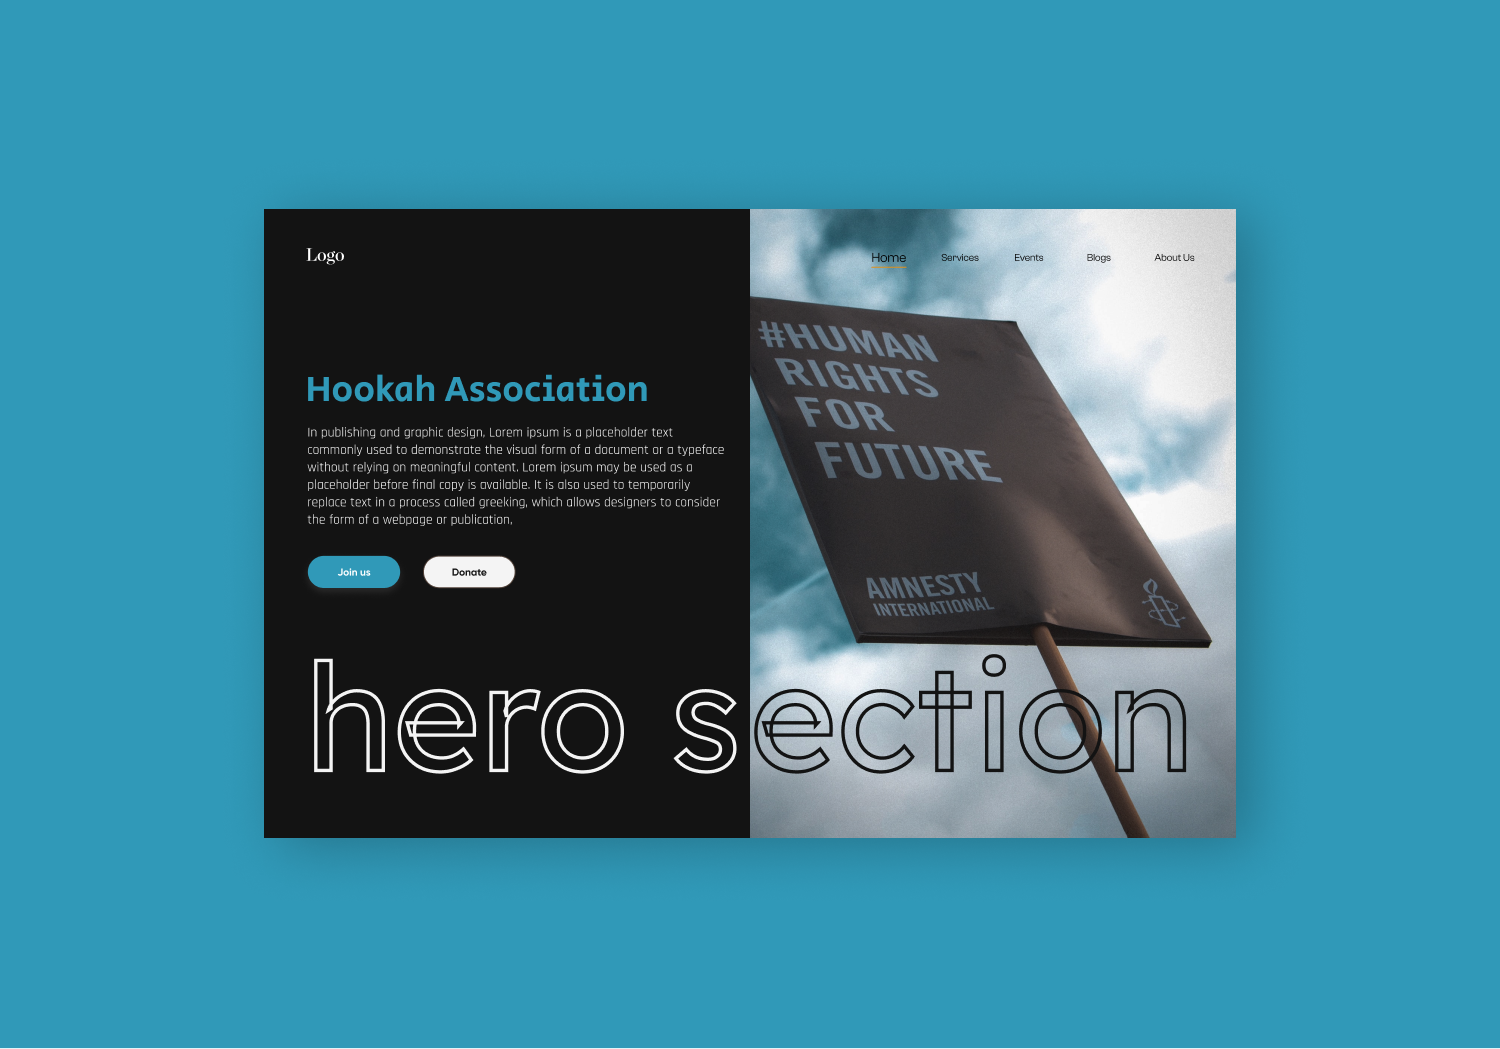 Logo
Home Services Events Blogs About Us
Hookah Association
In publishing and graphic design, Lorem ipsum is a placeholder text
commonly used to demonstrate the visual form of a document or a typeface
without relying on meaningful content. Lorem ipsum may be used as a
placeholder before final copy is available. It is also used to temporarily
replace text in a process called greeking, which allows designers to consider
the form of a webpage or publication,
Join us Donate
#HUMAN
RIGHTS
FOR
FUTURE
AMNESTY
INTERNATIONAL
hero section